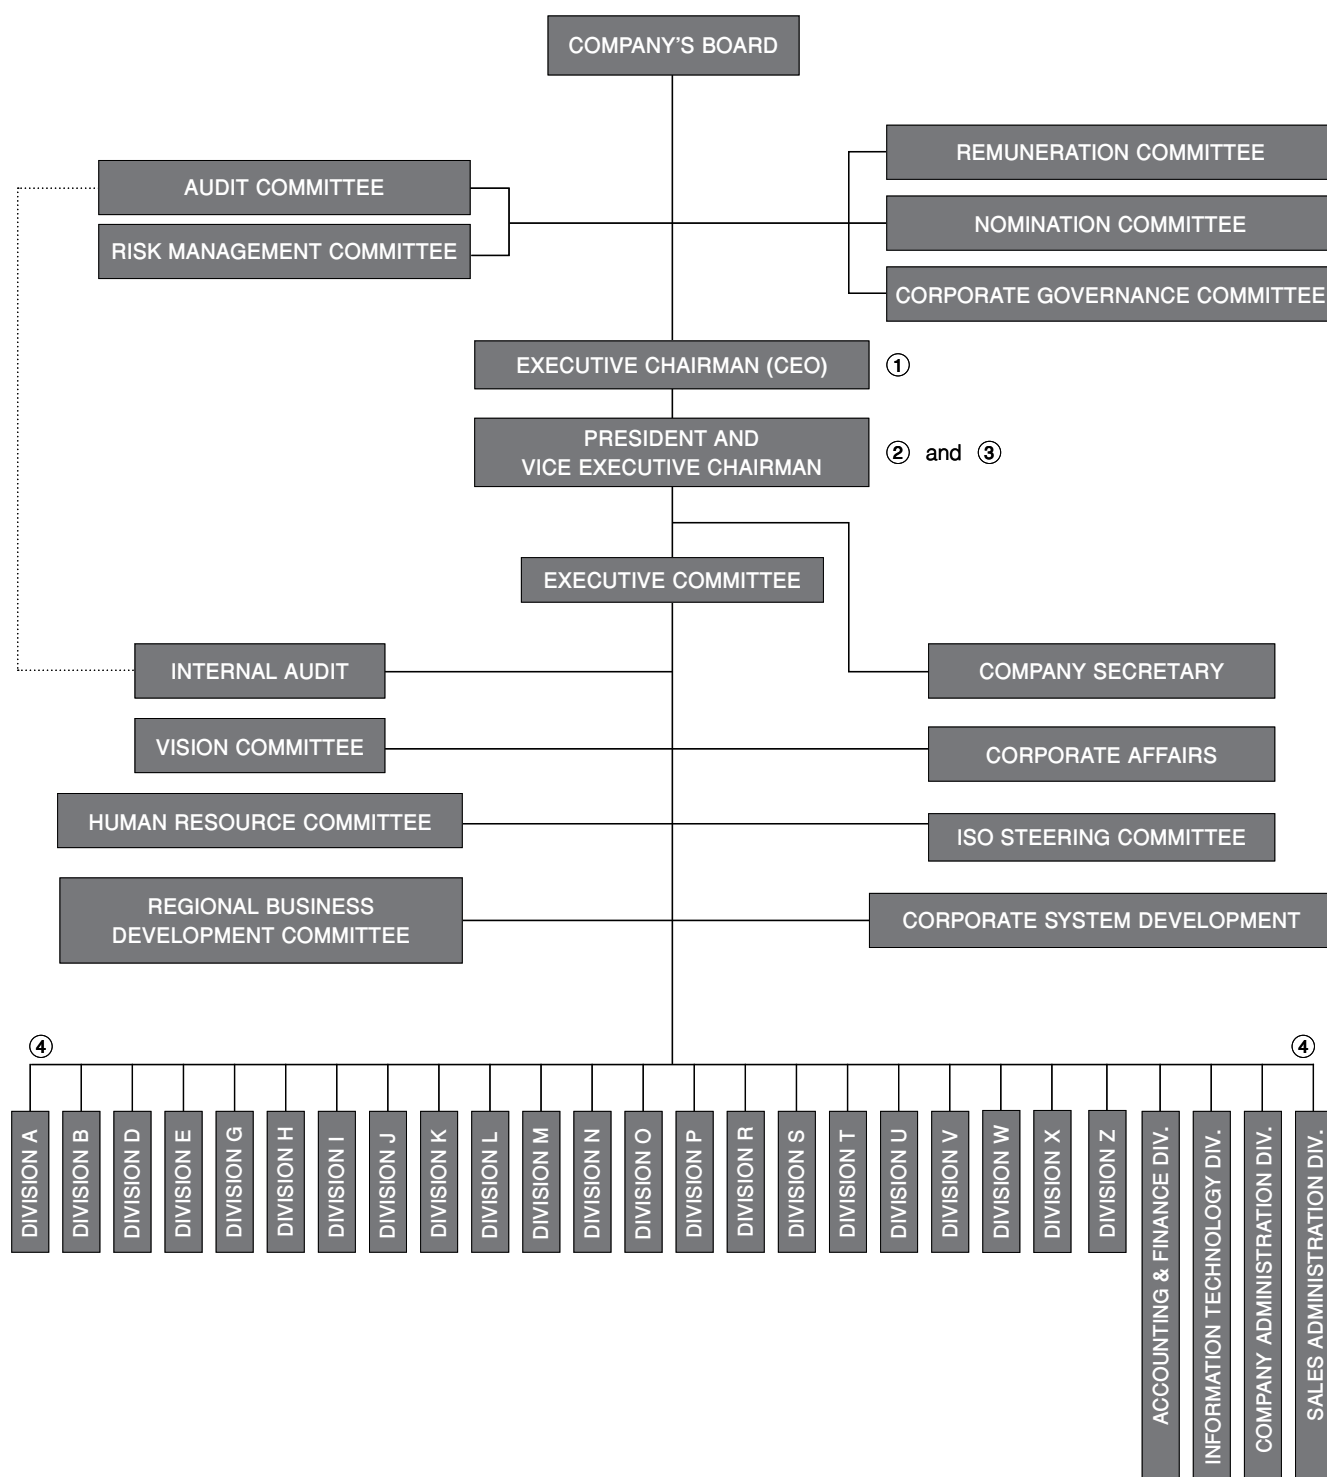 COMPANY’S BOARD
REMUNERATION COMMITTEE
AUDIT COMMITTEE
NOMINATION COMMITTEE
RISK MANAGEMENT COMMITTEE
CORPORATE GOVERNANCE COMMITTEE
EXECUTIVE CHAIRMAN (CEO)
①
PRESIDENT AND
VICE EXECUTIVE CHAIRMAN
② and ③
EXECUTIVE COMMITTEE
INTERNAL AUDIT
COMPANY SECRETARY
VISION COMMITTEE
CORPORATE AFFAIRS
HUMAN RESOURCE COMMITTEE
ISO STEERING COMMITTEE
REGIONAL BUSINESS
DEVELOPMENT COMMITTEE
CORPORATE SYSTEM DEVELOPMENT
④
④
DIVISION A
DIVISION B
DIVISION D
DIVISION E
DIVISION G
DIVISION H
DIVISION I
DIVISION J
DIVISION K
DIVISION L
DIVISION M
DIVISION N
DIVISION O
DIVISION P
DIVISION R
DIVISION S
DIVISION T
DIVISION U
DIVISION V
DIVISION W
DIVISION X
DIVISION Z
ACCOUNTING & FINANCE DIV.
INFORMATION TECHNOLOGY DIV.
COMPANY ADMINISTRATION DIV.
SALES ADMINISTRATION DIV.